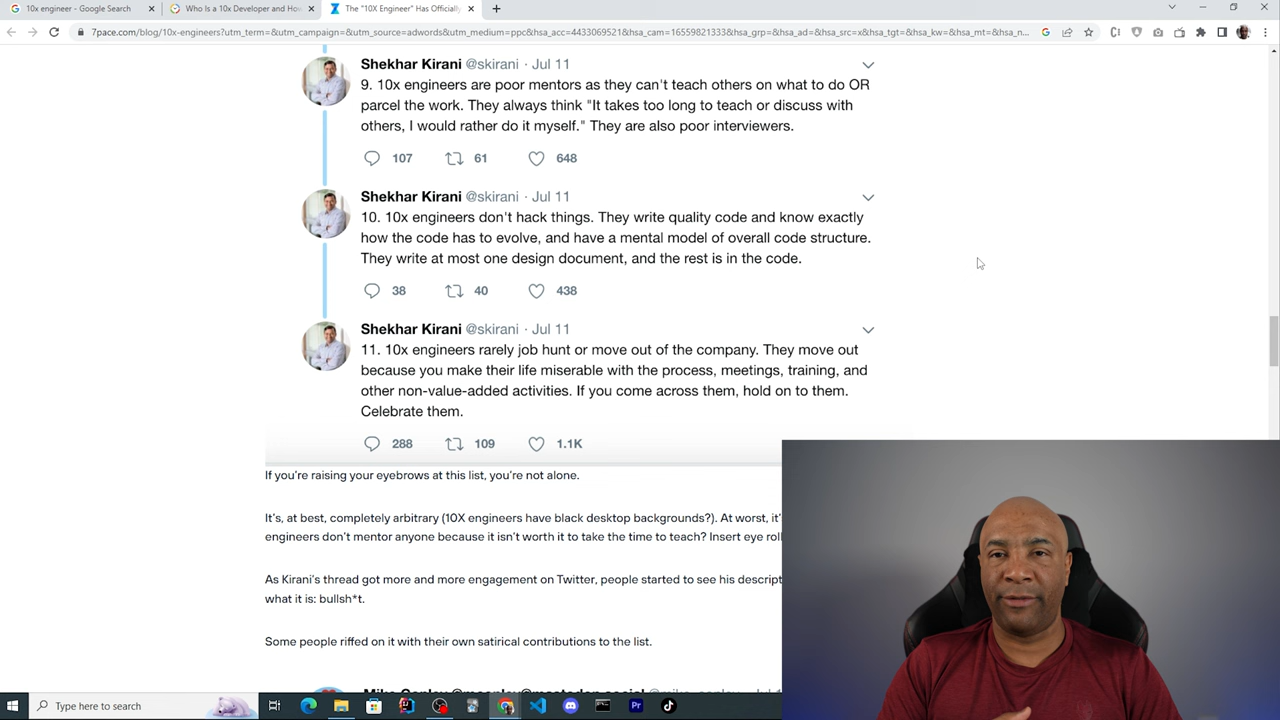 10x engineer - Google Search
Who Is a 10x Developer and How
The "10X Engineer" Has Officially
7pace.com/blog/10x-engineers?utm_term=&utm_campaign=&utm_source=adwords&utm_medium=ppc&hsa_acc=4433069521&hsa_cam=16559821333&hsa_grp=&hsa_ad=&hsa_src=x&hsa_tgt=&hsa_kw=&hsa_mt=&hsa_n...
Shekhar Kirani @skirani · Jul 11
9. 10x engineers are poor mentors as they can't teach others on what to do OR
parcel the work. They always think "It takes too long to teach or discuss with
others, I would rather do it myself." They are also poor interviewers.
107 61 648
Shekhar Kirani @skirani · Jul 11
10. 10x engineers don't hack things. They write quality code and know exactly
how the code has to evolve, and have a mental model of overall code structure.
They write at most one design document, and the rest is in the code.
38 40 438
Shekhar Kirani @skirani · Jul 11
11. 10x engineers rarely job hunt or move out of the company. They move out
because you make their life miserable with the process, meetings, training, and
other non-value-added activities. If you come across them, hold on to them.
Celebrate them.
288 109 1.1K
If you're raising your eyebrows at this list, you're not alone.
It's, at best, completely arbitrary (10X engineers have black desktop backgrounds?). At worst, it'
engineers don't mentor anyone because it isn't worth it to take the time to teach? Insert eye roll
As Kirani's thread got more and more engagement on Twitter, people started to see his descript
what it is: bullsh*t.
Some people riffed on it with their own satirical contributions to the list.
Type here to search
Pr